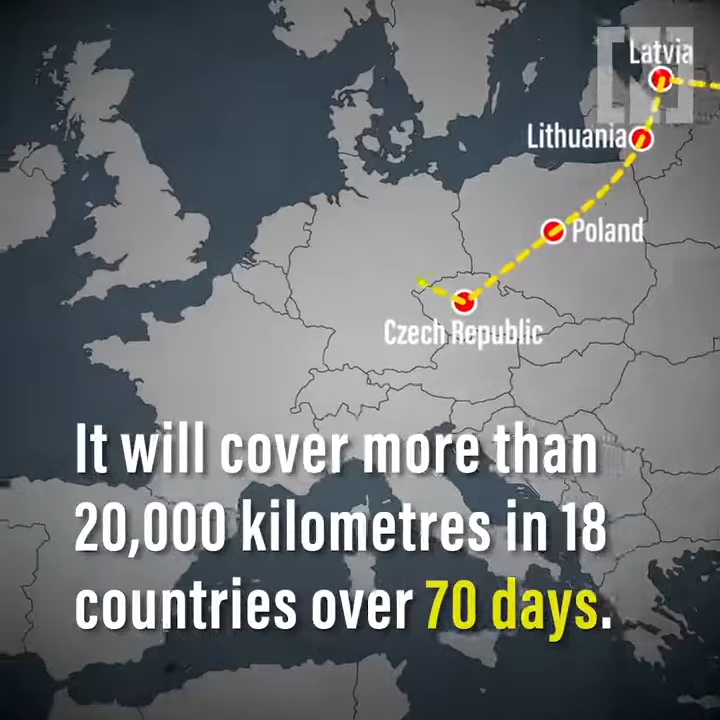 Latvia
Lithuania
Poland
Czech Republic
It will cover more than
20,000 kilometres in 18
countries over 70 days.